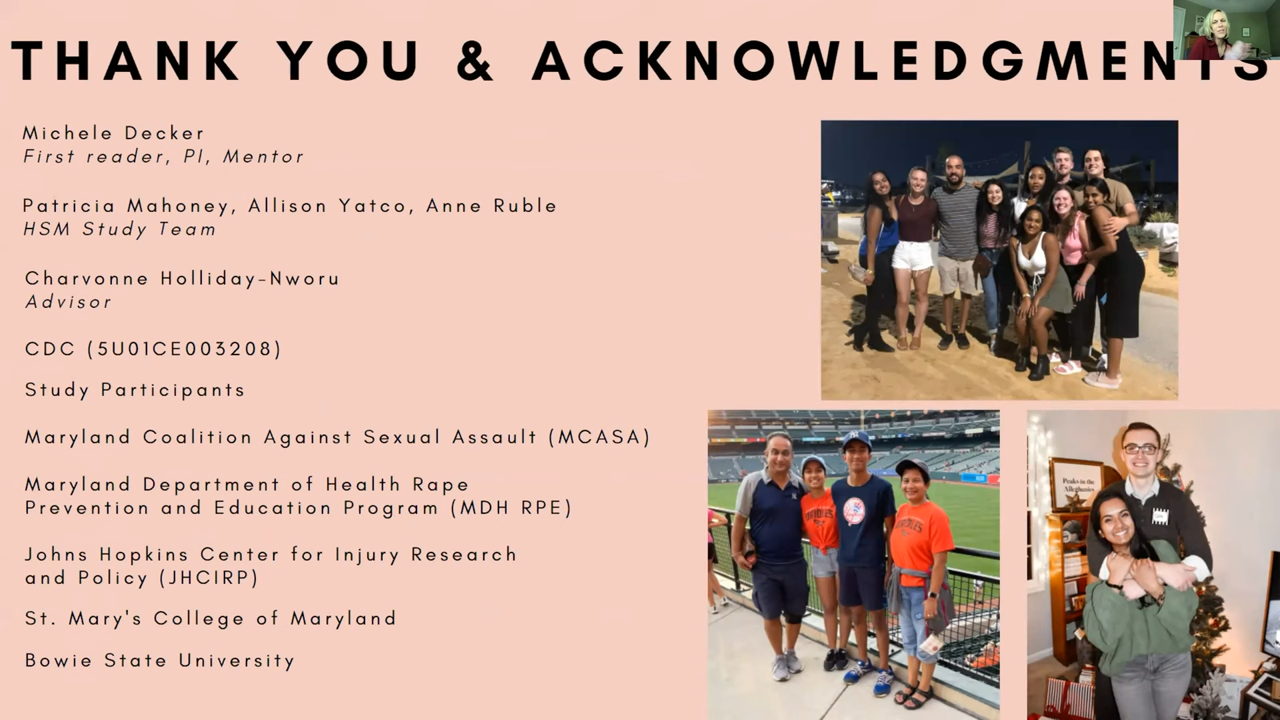 THANK YOU & ACKNOWLEDGMENTS
Michele Decker
First reader, PI, Mentor
Patricia Mahoney, Allison Yatco, Anne Ruble
HSM Study Team
Charvonne Holliday-Nworu
Advisor
CDC (5U01CE003208)
Study Participants
Maryland Coalition Against Sexual Assault (MCASA)
Maryland Department of Health Rape
Prevention and Education Program (MDH RPE)
Johns Hopkins Center for Injury Research
and Policy (JHCIRP)
St. Mary's College of Maryland
Bowie State University
Peaks in the
Alleghenies